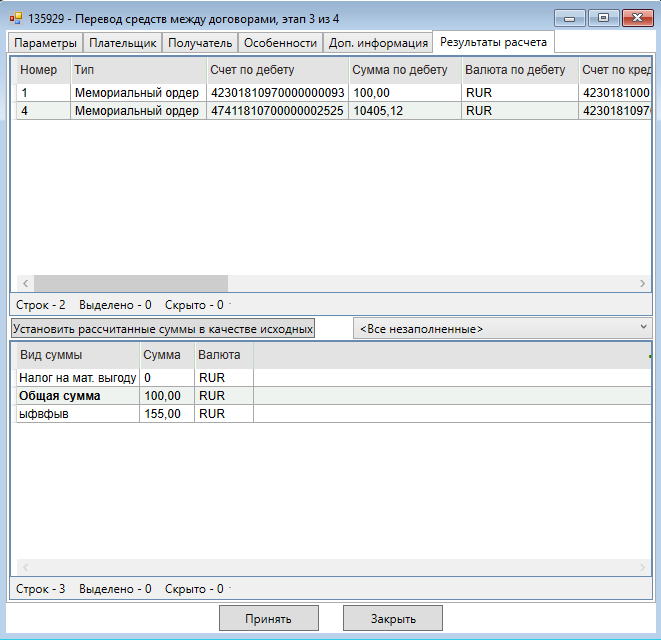 135929 - Перевод средств между договорами, этап 3 из 4
Параметры Плательщик Получатель Особенности Доп. информация Результаты расчета
Номер Тип Счет по дебету Сумма по дебету Валюта по дебету Счет по кред
1 Мемориальный ордер 42301810970000000093 100,00 RUR 4230181000
4 Мемориальный ордер 47411810700000002525 10405,12 RUR 4230181097
Строк - 2 Выделено - 0 Скрыто - 0
Установить рассчитанные суммы в качестве исходных <Все незаполненные>
Вид суммы Сумма Валюта
Налог на мат. выгоду 0 RUR
Общая сумма 100,00 RUR
ыфвфыв 155,00 RUR
Строк - 3 Выделено - 0 Скрыто - 0
Принять Закрыть